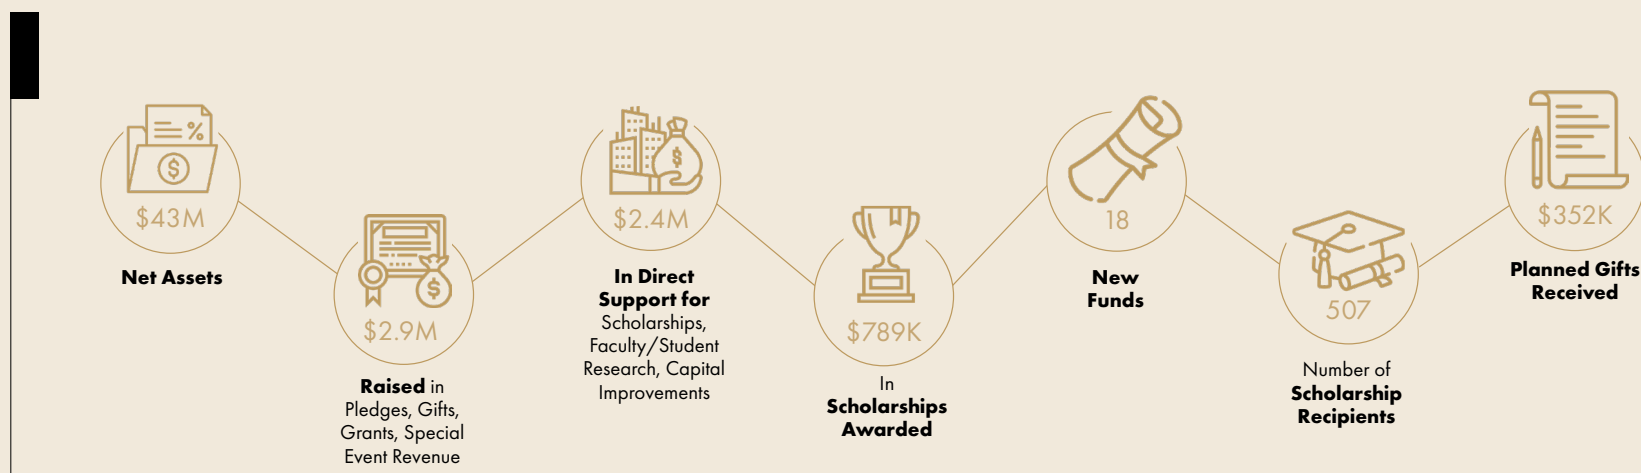 $43M
Net Assets
$2.9M
Raised in
Pledges, Gifts,
Grants, Special
Event Revenue
$2.4M
In Direct
Support for
Scholarships,
Faculty/Student
Research, Capital
Improvements
$789K
In
Scholarships
Awarded
18
New
Funds
507
Number of
Scholarship
Recipients
$352K
Planned Gifts
Received